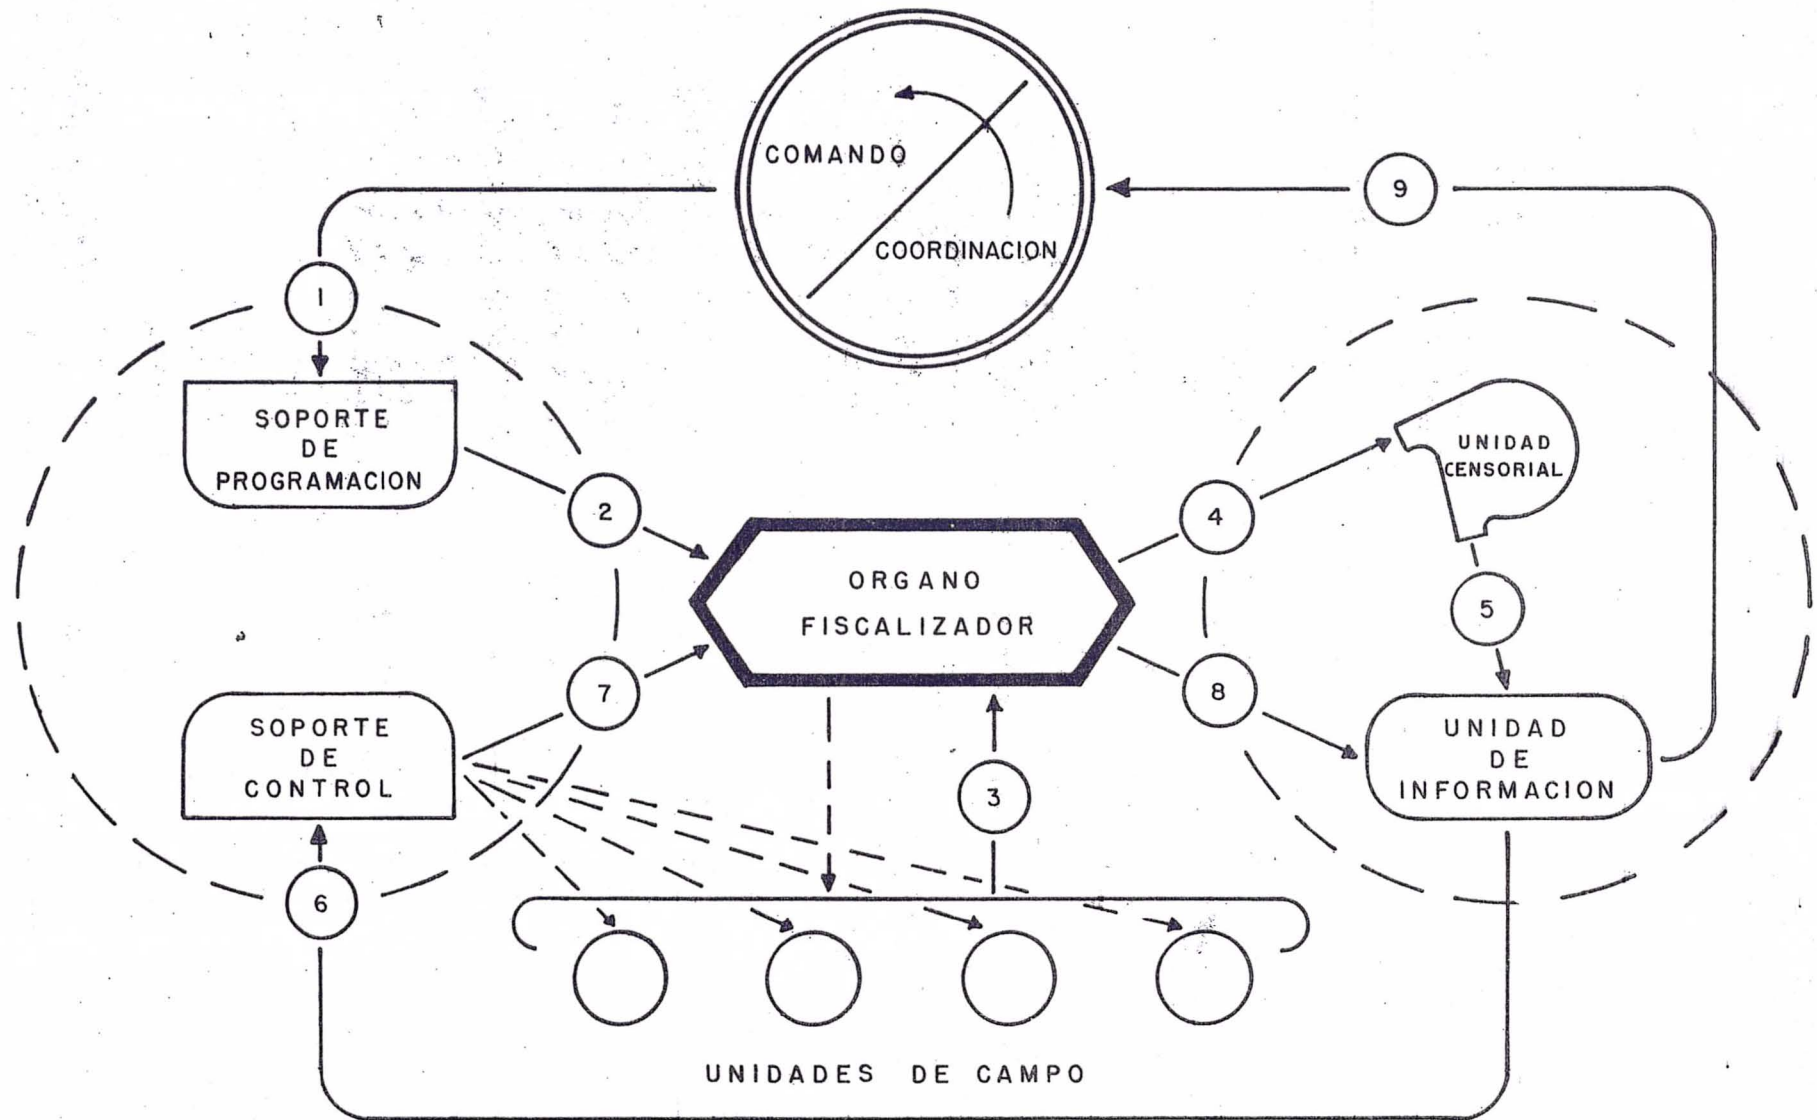 COMANDO
COORDINACION
9
1
SOPORTE
DE
PROGRAMACION
UNIDAD
CENSORIAL
2
4
ORGANO
FISCALIZADOR
5
7
8
SOPORTE
DE
CONTROL
3
UNIDAD
DE
INFORMACION
6
UNIDADES DE CAMPO